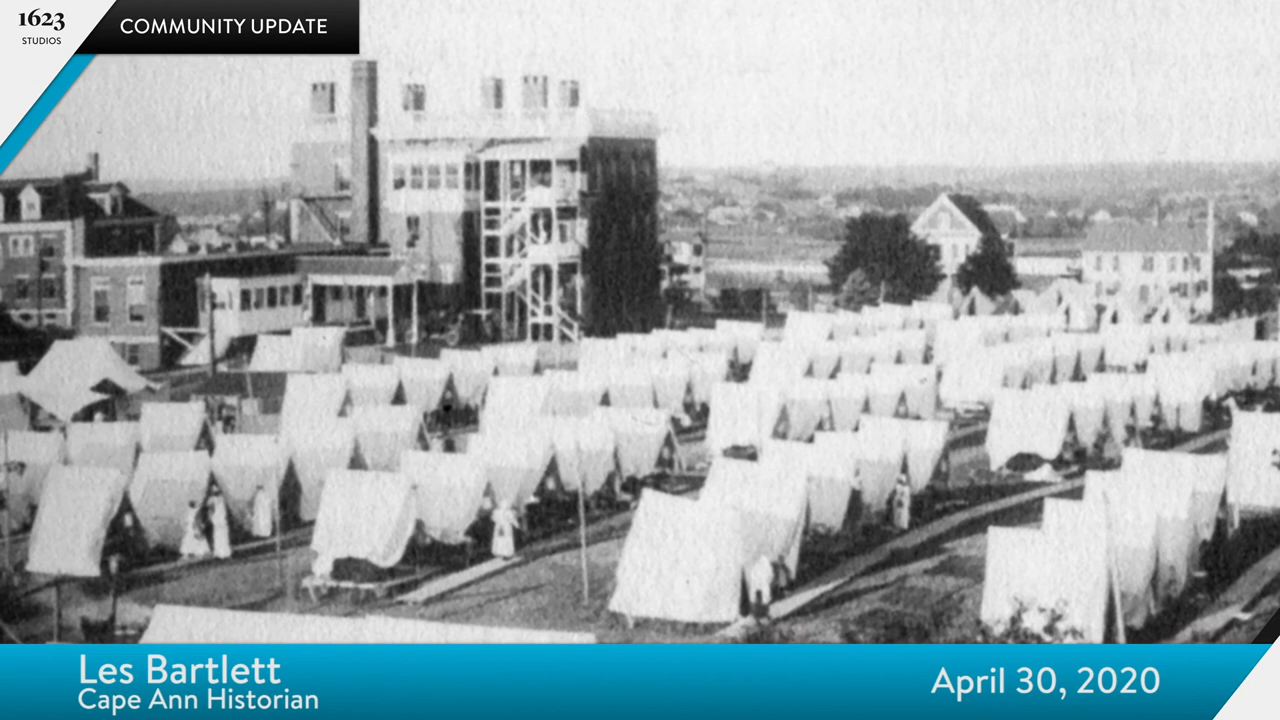 1623
STUDIOS
COMMUNITY UPDATE
Les Bartlett
Cape Ann Historian
April 30, 2020